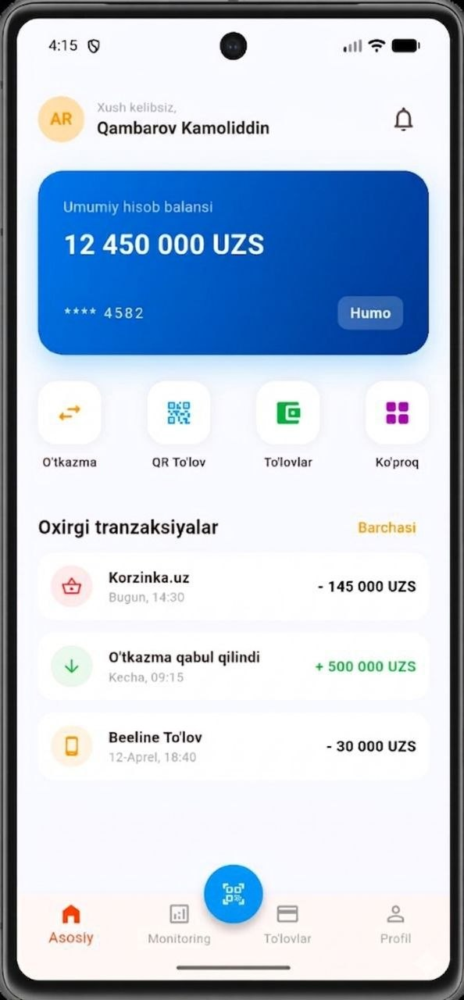 4:15
AR
Xush kelibsiz,
Qambarov Kamoliddin
Umumiy hisob balansi
12 450 000 UZS
**** 4582
Humo
O'tkazma
QR To'lov
To'lovlar
Ko'proq
Oxirgi tranzaksiyalar
Barchasi
Korzinka.uz
- 145 000 UZS
Bugun, 14:30
O'tkazma qabul qilindi
+ 500 000 UZS
Kecha, 09:15
Beeline To'lov
- 30 000 UZS
12-Aprel, 18:40
Asosiy
Monitoring
To'lovlar
Profil